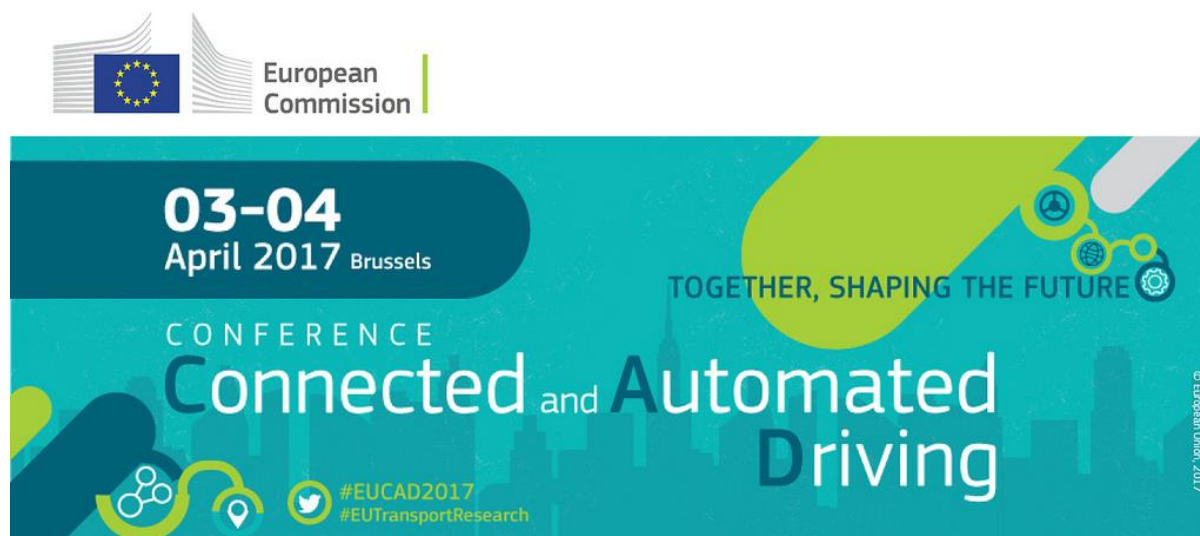 European
Commission
03-04
April 2017 Brussels
TOGETHER, SHAPING THE FUTURE
CONFERENCE
Connected and Automated
Driving
#EUCAD2017
#EUTransportResearch
© European Union, 2017